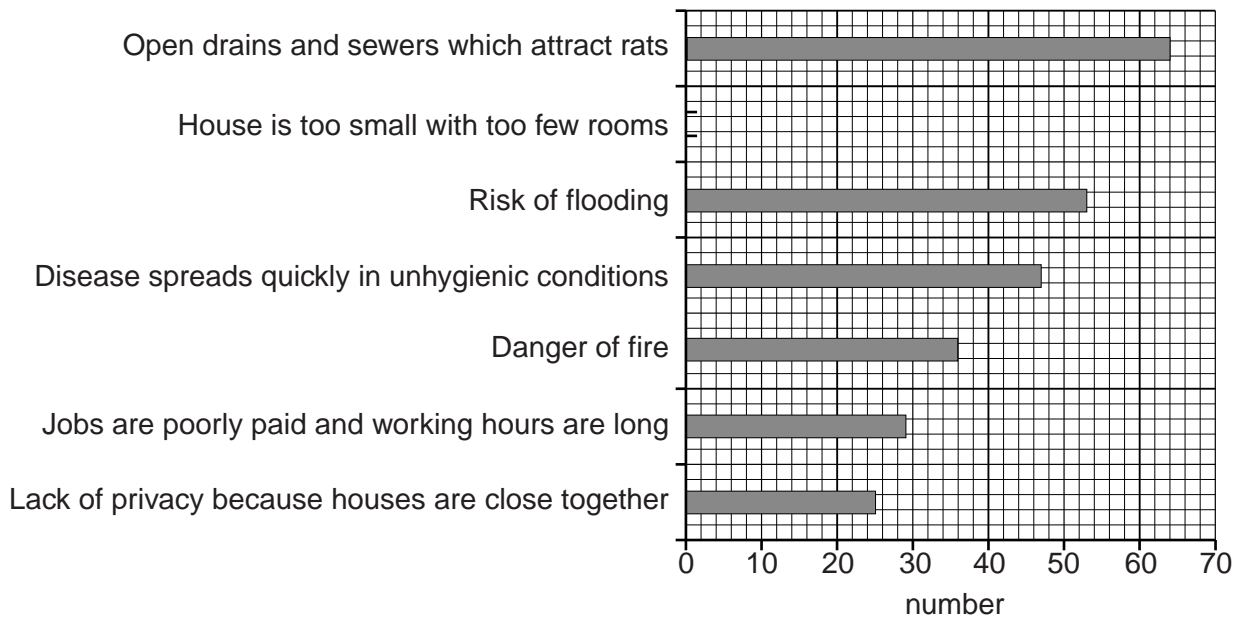 Open drains and sewers which attract rats
House is too small with too few rooms
Risk of flooding
Disease spreads quickly in unhygienic conditions
Danger of fire
Jobs are poorly paid and working hours are long
Lack of privacy because houses are close together
0 10 20 30 40 50 60 70
number